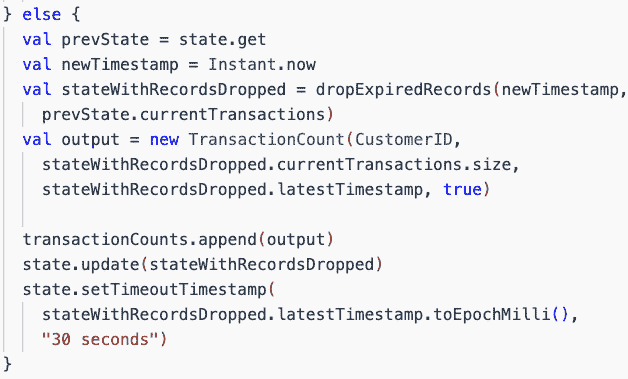 } else {
val prevState = state.get
val newTimestamp = Instant.now
val stateWithRecordsDropped = dropExpiredRecords(newTimestamp,
prevState.currentTransactions)
val output = new TransactionCount(CustomerID,
stateWithRecordsDropped.currentTransactions.size,
stateWithRecordsDropped.latestTimestamp, true)
transactionCounts.append(output)
state.update(stateWithRecordsDropped)
state.setTimeoutTimestamp(
stateWithRecordsDropped.latestTimestamp.toEpochMilli(),
"30 seconds")
}